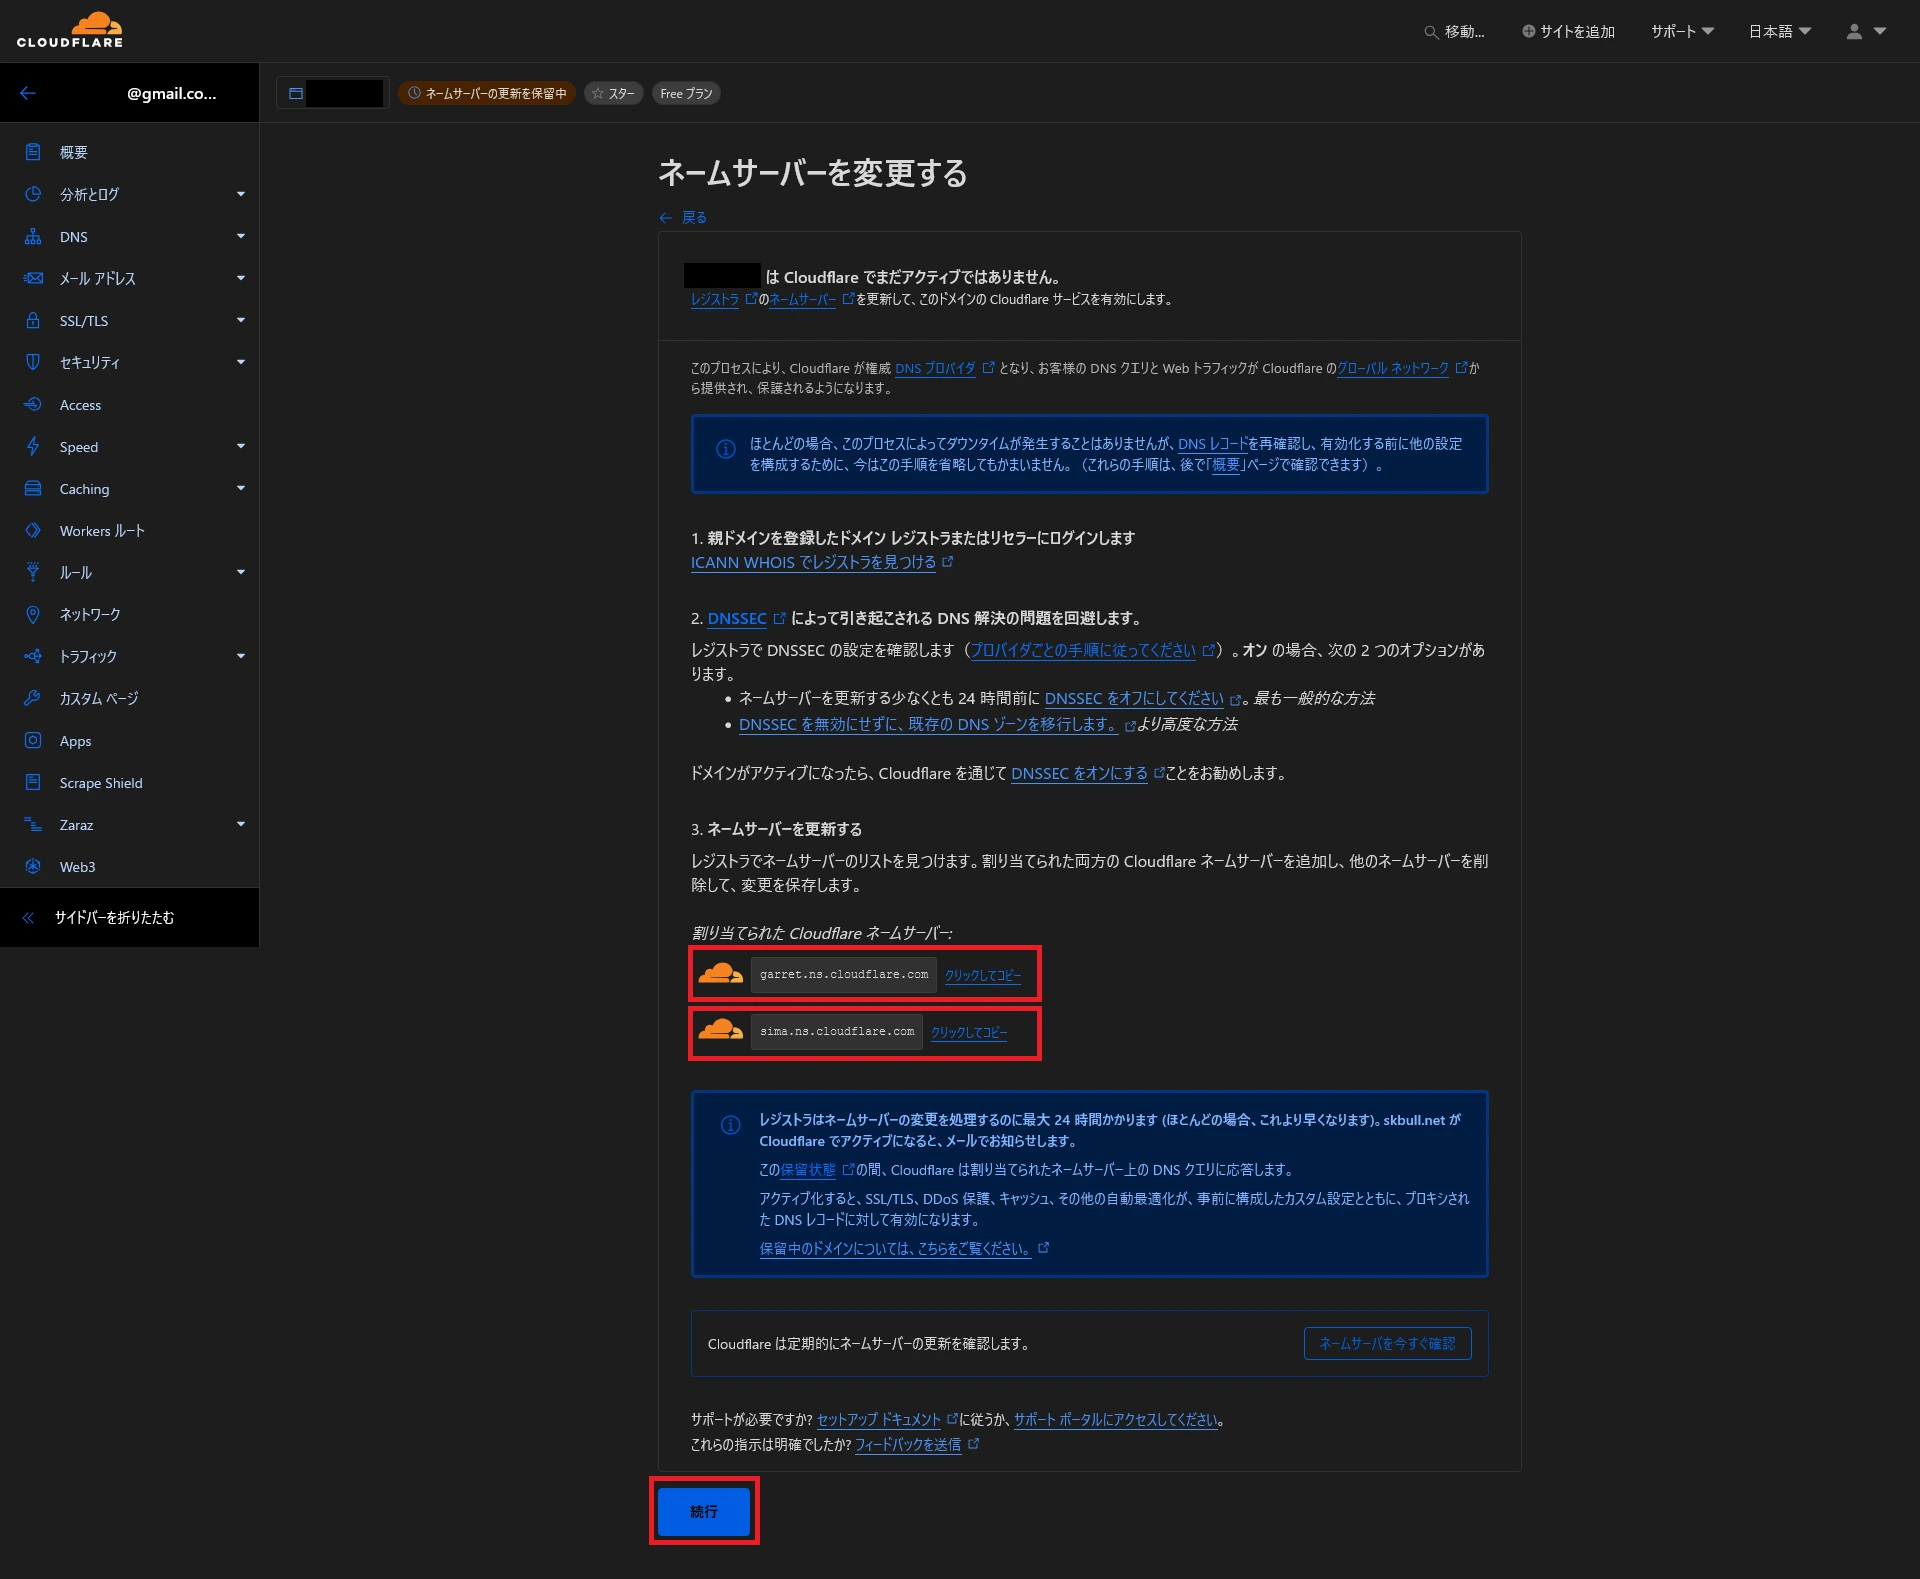 CLOUDFLARE
移動...
サイトを追加
サポート
日本語
@gmail.co...
ネームサーバーの更新を保留中
スター
Free プラン
概要
分析とログ
DNS
メール アドレス
SSL/TLS
セキュリティ
Access
Speed
Caching
Workers ルート
ルール
ネットワーク
トラフィック
カスタム ページ
Apps
Scrape Shield
Zaraz
Web3
サイドバーを折りたたむ
ネームサーバーを変更する
戻る
は Cloudflare でまだアクティブではありません。
レジストラ のネームサーバー を更新して、このドメインの Cloudflare サービスを有効にします。
このプロセスにより、Cloudflare が権威 DNS プロバイダ となり、お客様の DNS クエリと Web トラフィックが Cloudflare のグローバル ネットワーク か
ら提供され、保護されるようになります。
ほとんどの場合、このプロセスによってダウンタイムが発生することはありませんが、DNS レコードを再確認し、有効化する前に他の設定
を構成するために、今はこの手順を省略してもかまいません。（これらの手順は、後で「概要」ページで確認できます）。
1. 親ドメインを登録したドメイン レジストラまたはリセラーにログインします
ICANN WHOIS でレジストラを見つける
2. DNSSEC によって引き起こされる DNS 解決の問題を回避します。
レジストラで DNSSEC の設定を確認します（プロバイダごとの手順に従ってください ）。オン の場合、次の 2 つのオプションがあ
ります。
• ネームサーバーを更新する少なくとも 24 時間前に DNSSEC をオフにしてください 。最も一般的な方法
• DNSSEC を無効にせずに、既存の DNS ゾーンを移行します。 より高度な方法
ドメインがアクティブになったら、Cloudflare を通じて DNSSEC をオンにする ことをお勧めします。
3. ネームサーバーを更新する
レジストラでネームサーバーのリストを見つけます。割り当てられた両方の Cloudflare ネームサーバーを追加し、他のネームサーバーを削
除して、変更を保存します。
割り当てられた Cloudflare ネームサーバー:
garret.ns.cloudflare.com クリックしてコピー
sima.ns.cloudflare.com クリックしてコピー
レジストラはネームサーバーの変更を処理するのに最大 24 時間かかります (ほとんどの場合、これより早くなります)。skbull.net が
Cloudflare でアクティブになると、メールでお知らせします。
この保留状態 の間、Cloudflare は割り当てられたネームサーバー上の DNS クエリに応答します。
アクティブ化すると、SSL/TLS、DDoS 保護、キャッシュ、その他の自動最適化が、事前に構成したカスタム設定とともに、プロキシされ
た DNS レコードに対して有効になります。
保留中のドメインについては、こちらをご覧ください。
Cloudflare は定期的にネームサーバーの更新を確認します。
ネームサーバを今すぐ確認
サポートが必要ですか? セットアップ ドキュメント に従うか、サポート ポータルにアクセスしてください。
これらの指示は明確でしたか? フィードバックを送信
続行